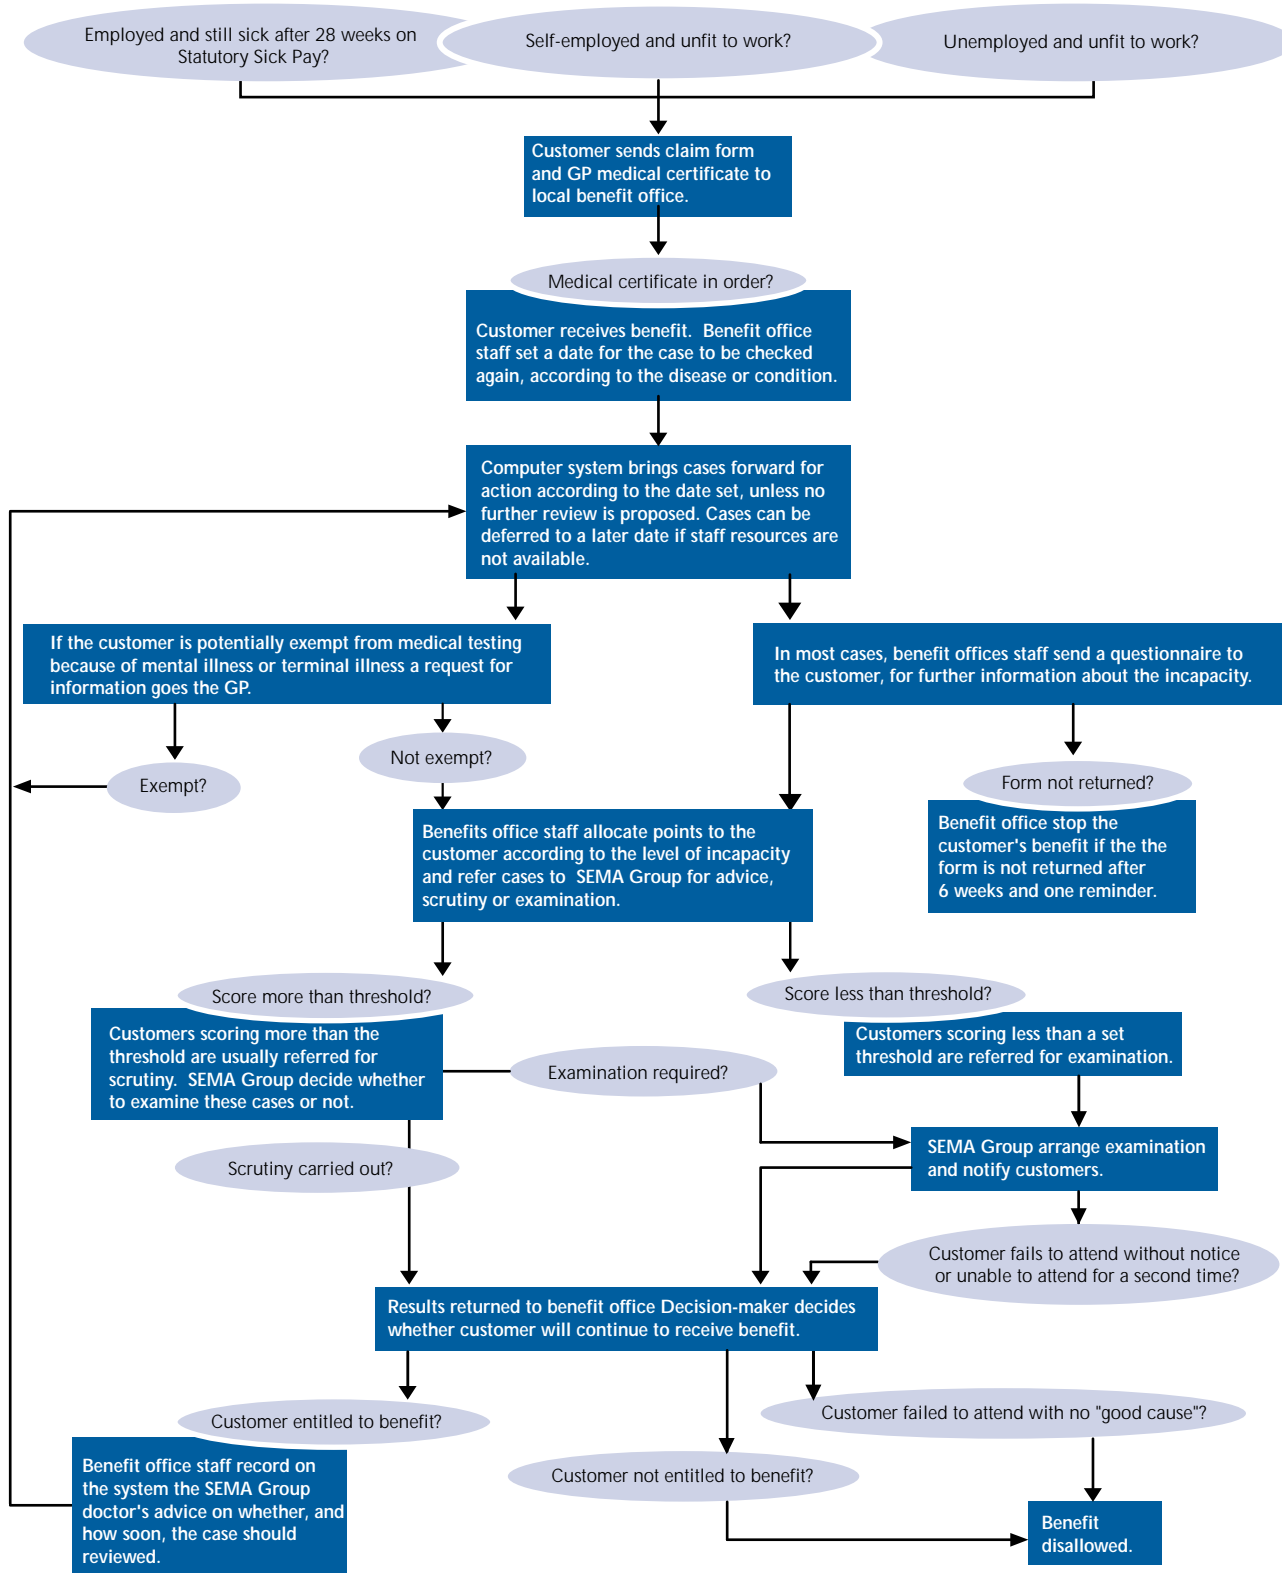 Employed and still sick after 28 weeks on
Statutory Sick Pay?
Self-employed and unfit to work?
Unemployed and unfit to work?
Customer sends claim form
and GP medical certificate to
local benefit office.
Medical certificate in order?
Customer receives benefit. Benefit office
staff set a date for the case to be checked
again, according to the disease or condition.
Computer system brings cases forward for
action according to the date set, unless no
further review is proposed. Cases can be
deferred to a later date if staff resources are
not available.
If the customer is potentially exempt from medical testing
because of mental illness or terminal illness a request for
information goes the GP.
In most cases, benefit offices staff send a questionnaire to
the customer, for further information about the incapacity.
Not exempt?
Exempt?
Form not returned?
Benefits office staff allocate points to the
customer according to the level of incapacity
and refer cases to SEMA Group for advice,
scrutiny or examination.
Benefit office stop the
customer's benefit if the the
form is not returned after
6 weeks and one reminder.
Score more than threshold?
Score less than threshold?
Customers scoring more than the
threshold are usually referred for
scrutiny. SEMA Group decide whether
to examine these cases or not.
Examination required?
Customers scoring less than a set
threshold are referred for examination.
Scrutiny carried out?
SEMA Group arrange examination
and notify customers.
Customer fails to attend without notice
or unable to attend for a second time?
Results returned to benefit office Decision-maker decides
whether customer will continue to receive benefit.
Customer entitled to benefit?
Customer failed to attend with no "good cause"?
Benefit office staff record on
the system the SEMA Group
doctor's advice on whether, and
how soon, the case should
reviewed.
Customer not entitled to benefit?
Benefit
disallowed.